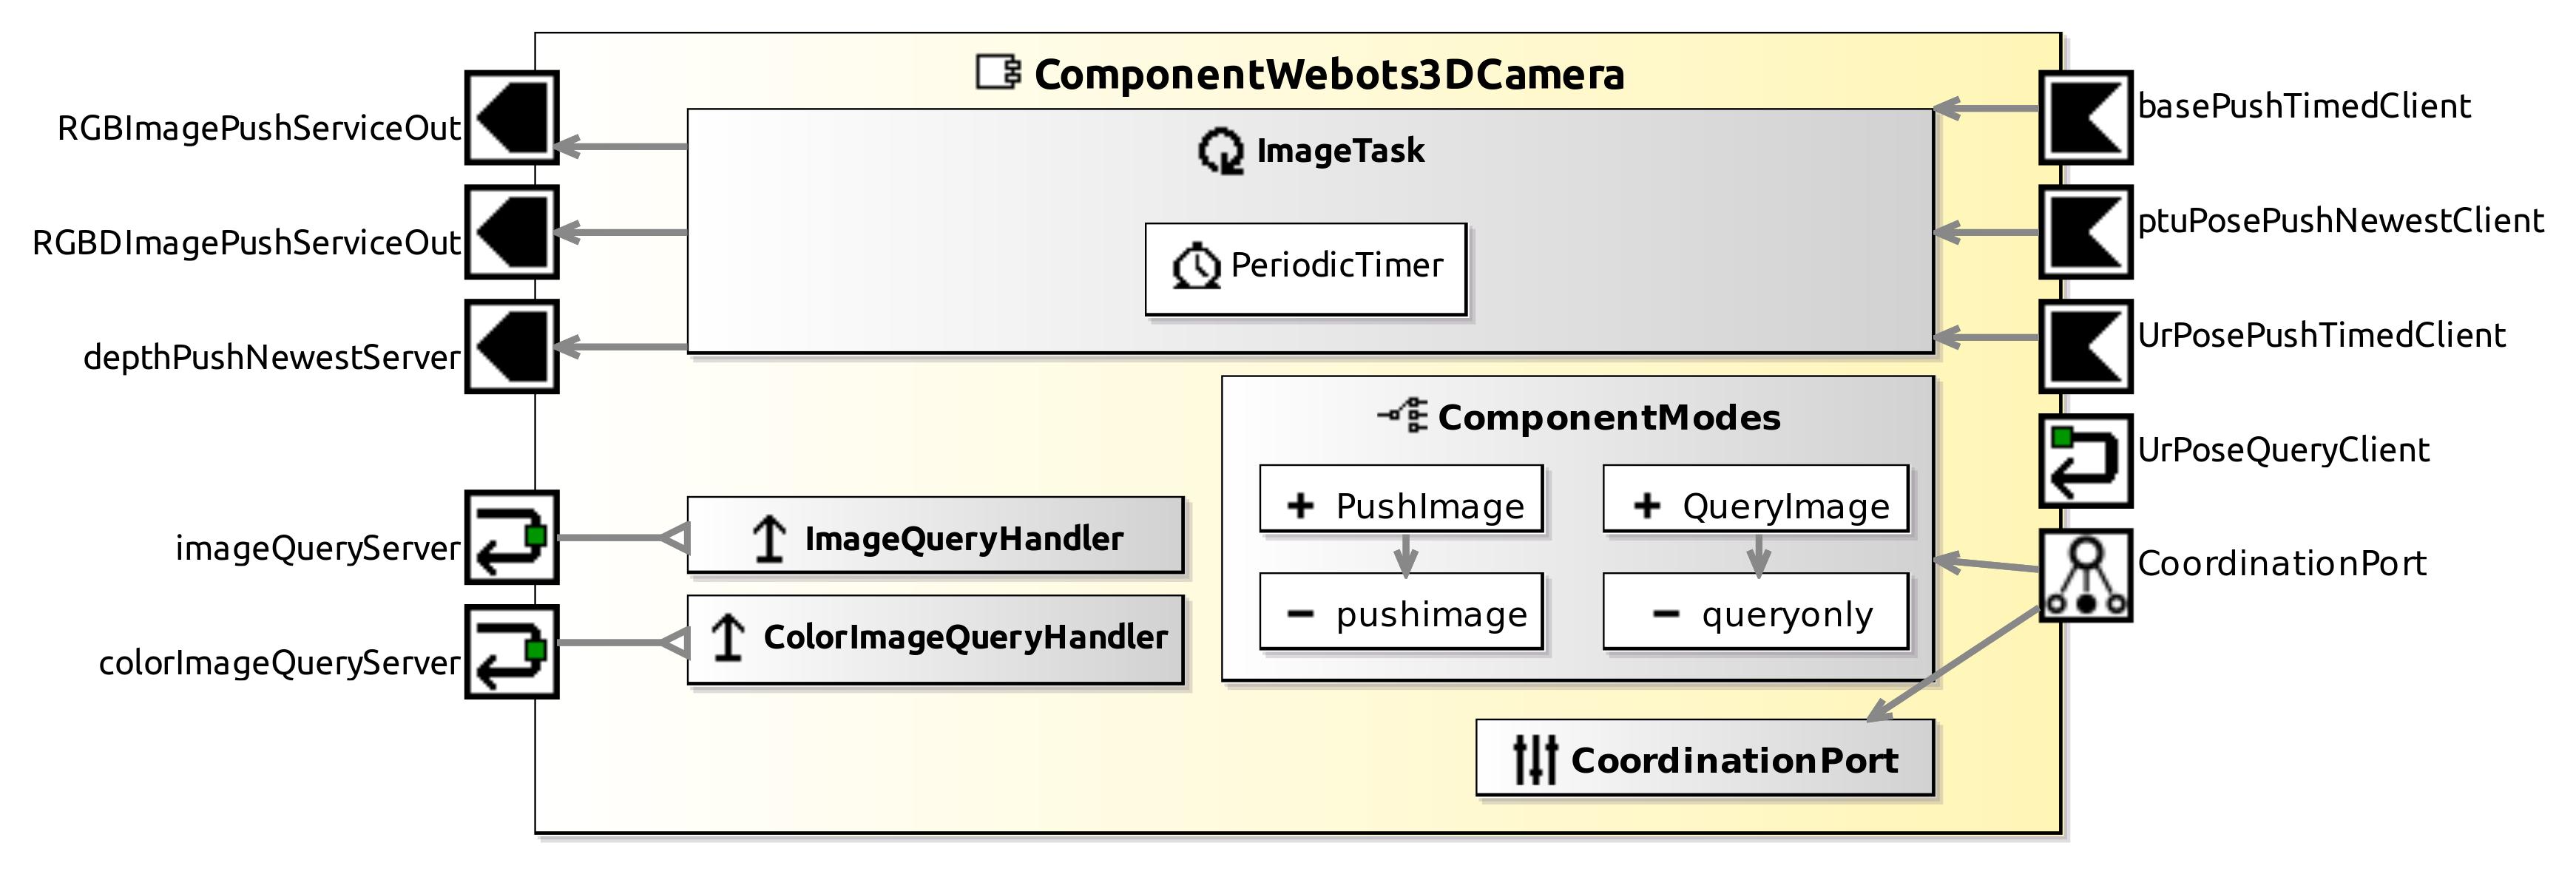 ComponentWebots3DCamera
RGBImagePushServiceOut
RGBDImagePushServiceOut
depthPushNewestServer
imageQueryServer
colorImageQueryServer
ImageTask
PeriodicTimer
ImageQueryHandler
ColorImageQueryHandler
ComponentModes
PushImage
QueryImage
pushimage
queryonly
CoordinationPort
basePushTimedClient
ptuPosePushNewestClient
UrPosePushTimedClient
UrPoseQueryClient
CoordinationPort